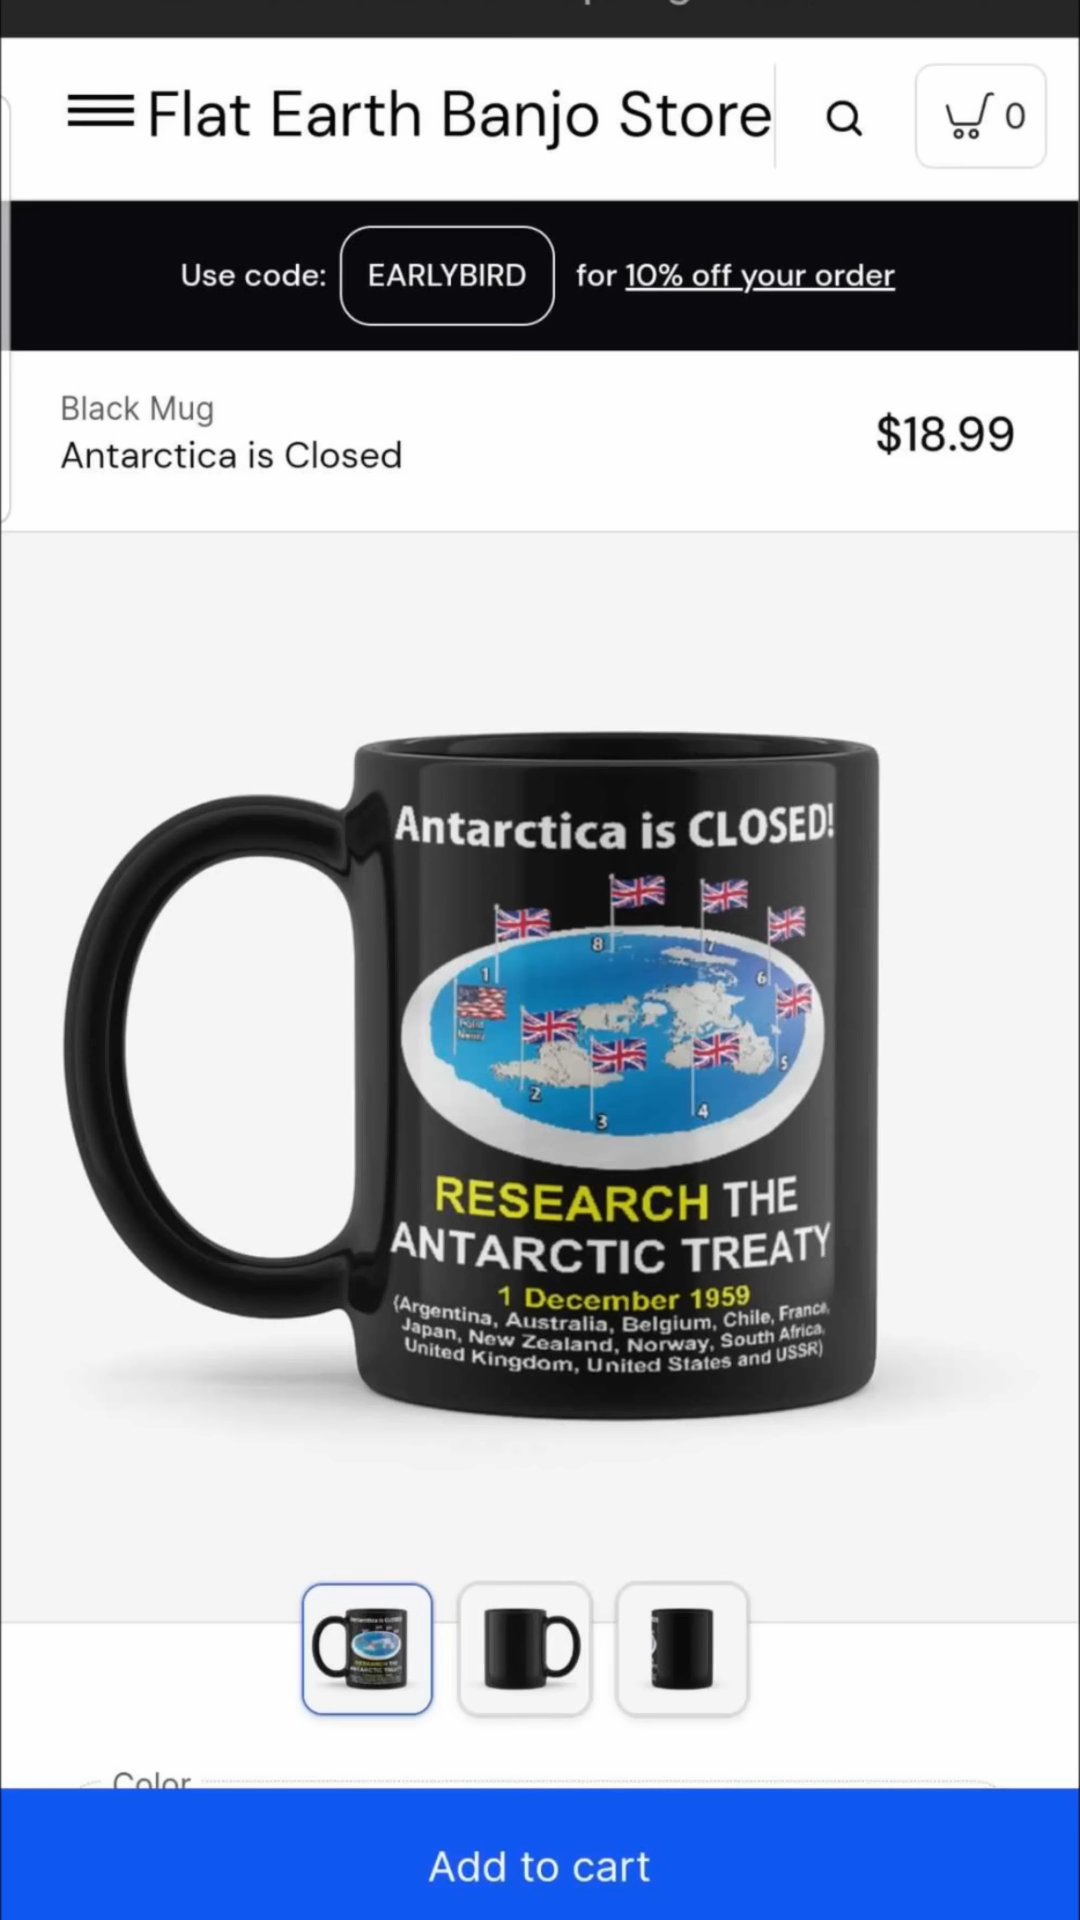 Flat Earth Banjo Store
0
Use code: EARLYBIRD for 10% off your order
Black Mug
Antarctica is Closed
$18.99
Antarctica is CLOSED!
8
7
1
6
5
2
4
3
RESEARCH THE
ANTARCTIC TREATY
1 December 1959
(Argentina, Australia, Belgium, Chile, France,
Japan, New Zealand, Norway, South Africa,
United Kingdom, United States and USSR)
Color
Add to cart